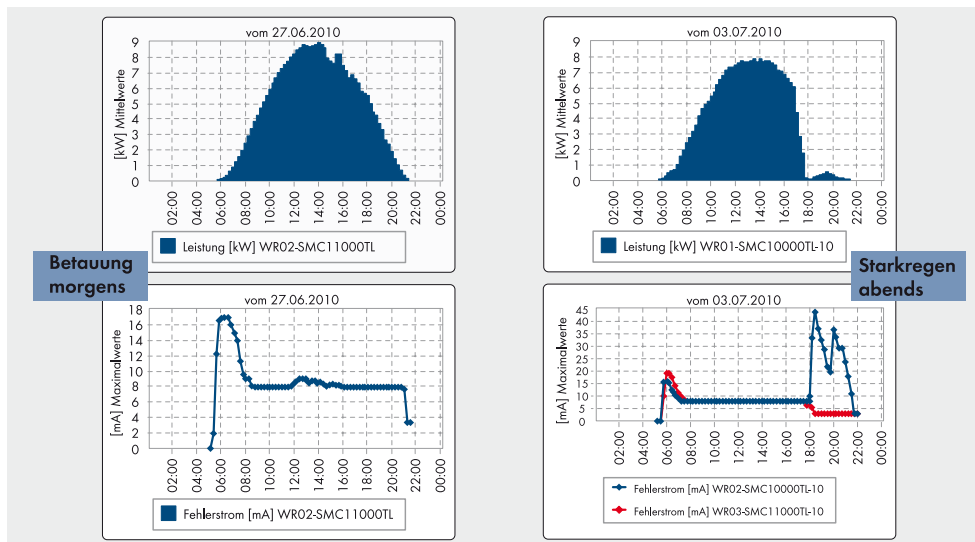 vom 27.06.2010
[kW] Mittelwerte
9
8
7
6
5
4
3
2
1
0
02:00 04:00 06:00 08:00 10:00 12:00 14:00 16:00 18:00 20:00 22:00 00:00
Leistung [kW] WR02-SMC11000TL
vom 03.07.2010
[kW] Mittelwerte
9
8
7
6
5
4
3
2
1
0
02:00 04:00 06:00 08:00 10:00 12:00 14:00 16:00 18:00 20:00 22:00 00:00
Leistung [kW] WR01-SMC10000TL-10
Betauung
morgens
Starkregen
abends
vom 27.06.2010
[mA] Maximalwerte
18
16
14
12
10
8
6
4
2
0
02:00 04:00 06:00 08:00 10:00 12:00 14:00 16:00 18:00 20:00 22:00 00:00
Fehlerstrom [mA] WR02-SMC11000TL
vom 03.07.2010
[mA] Maximalwerte
45
40
35
30
25
20
15
10
5
0
02:00 04:00 06:00 08:00 10:00 12:00 14:00 16:00 18:00 20:00 22:00 00:00
Fehlerstrom [mA] WR02-SMC10000TL-10
Fehlerstrom [mA] WR03-SMC11000TL-10